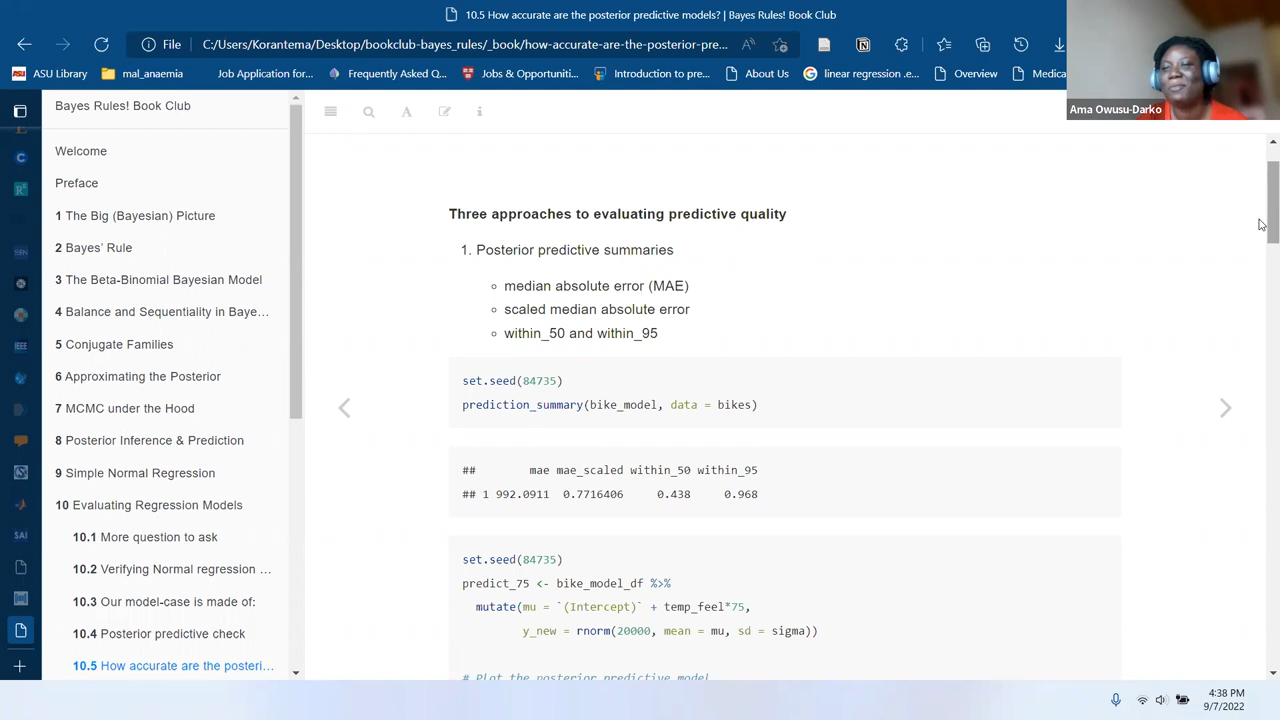 10.5 How accurate are the posterior predictive models? | Bayes Rules! Book Club
File
C:/Users/Korantema/Desktop/bookclub-bayes_rules/_book/how-accurate-are-the-posterior-pre...
ASU Library
mal_anaemia
Job Application for...
Frequently Asked Q...
Jobs & Opportuniti...
Introduction to pre...
About Us
linear regression .e...
Overview
Medica
Ama Owusu-Darko
Bayes Rules! Book Club
Welcome
Preface
1 The Big (Bayesian) Picture
2 Bayes' Rule
3 The Beta-Binomial Bayesian Model
4 Balance and Sequentiality in Baye...
5 Conjugate Families
6 Approximating the Posterior
7 MCMC under the Hood
8 Posterior Inference & Prediction
9 Simple Normal Regression
10 Evaluating Regression Models
10.1 More question to ask
10.2 Verifying Normal regression ...
10.3 Our model-case is made of:
10.4 Posterior predictive check
10.5 How accurate are the posteri...
Three approaches to evaluating predictive quality
1. Posterior predictive summaries
median absolute error (MAE)
scaled median absolute error
within_50 and within_95
set.seed(84735)
prediction_summary(bike_model, data = bikes)
## mae mae_scaled within_50 within_95
## 1 992.0911 0.7716406 0.438 0.968
set.seed(84735)
predict_75 <- bike_model_df %>%
mutate(mu = `(Intercept)` + temp_feel*75,
y_new = rnorm(20000, mean = mu, sd = sigma))
# Plot the posterior predictive model
4:38 PM
9/7/2022